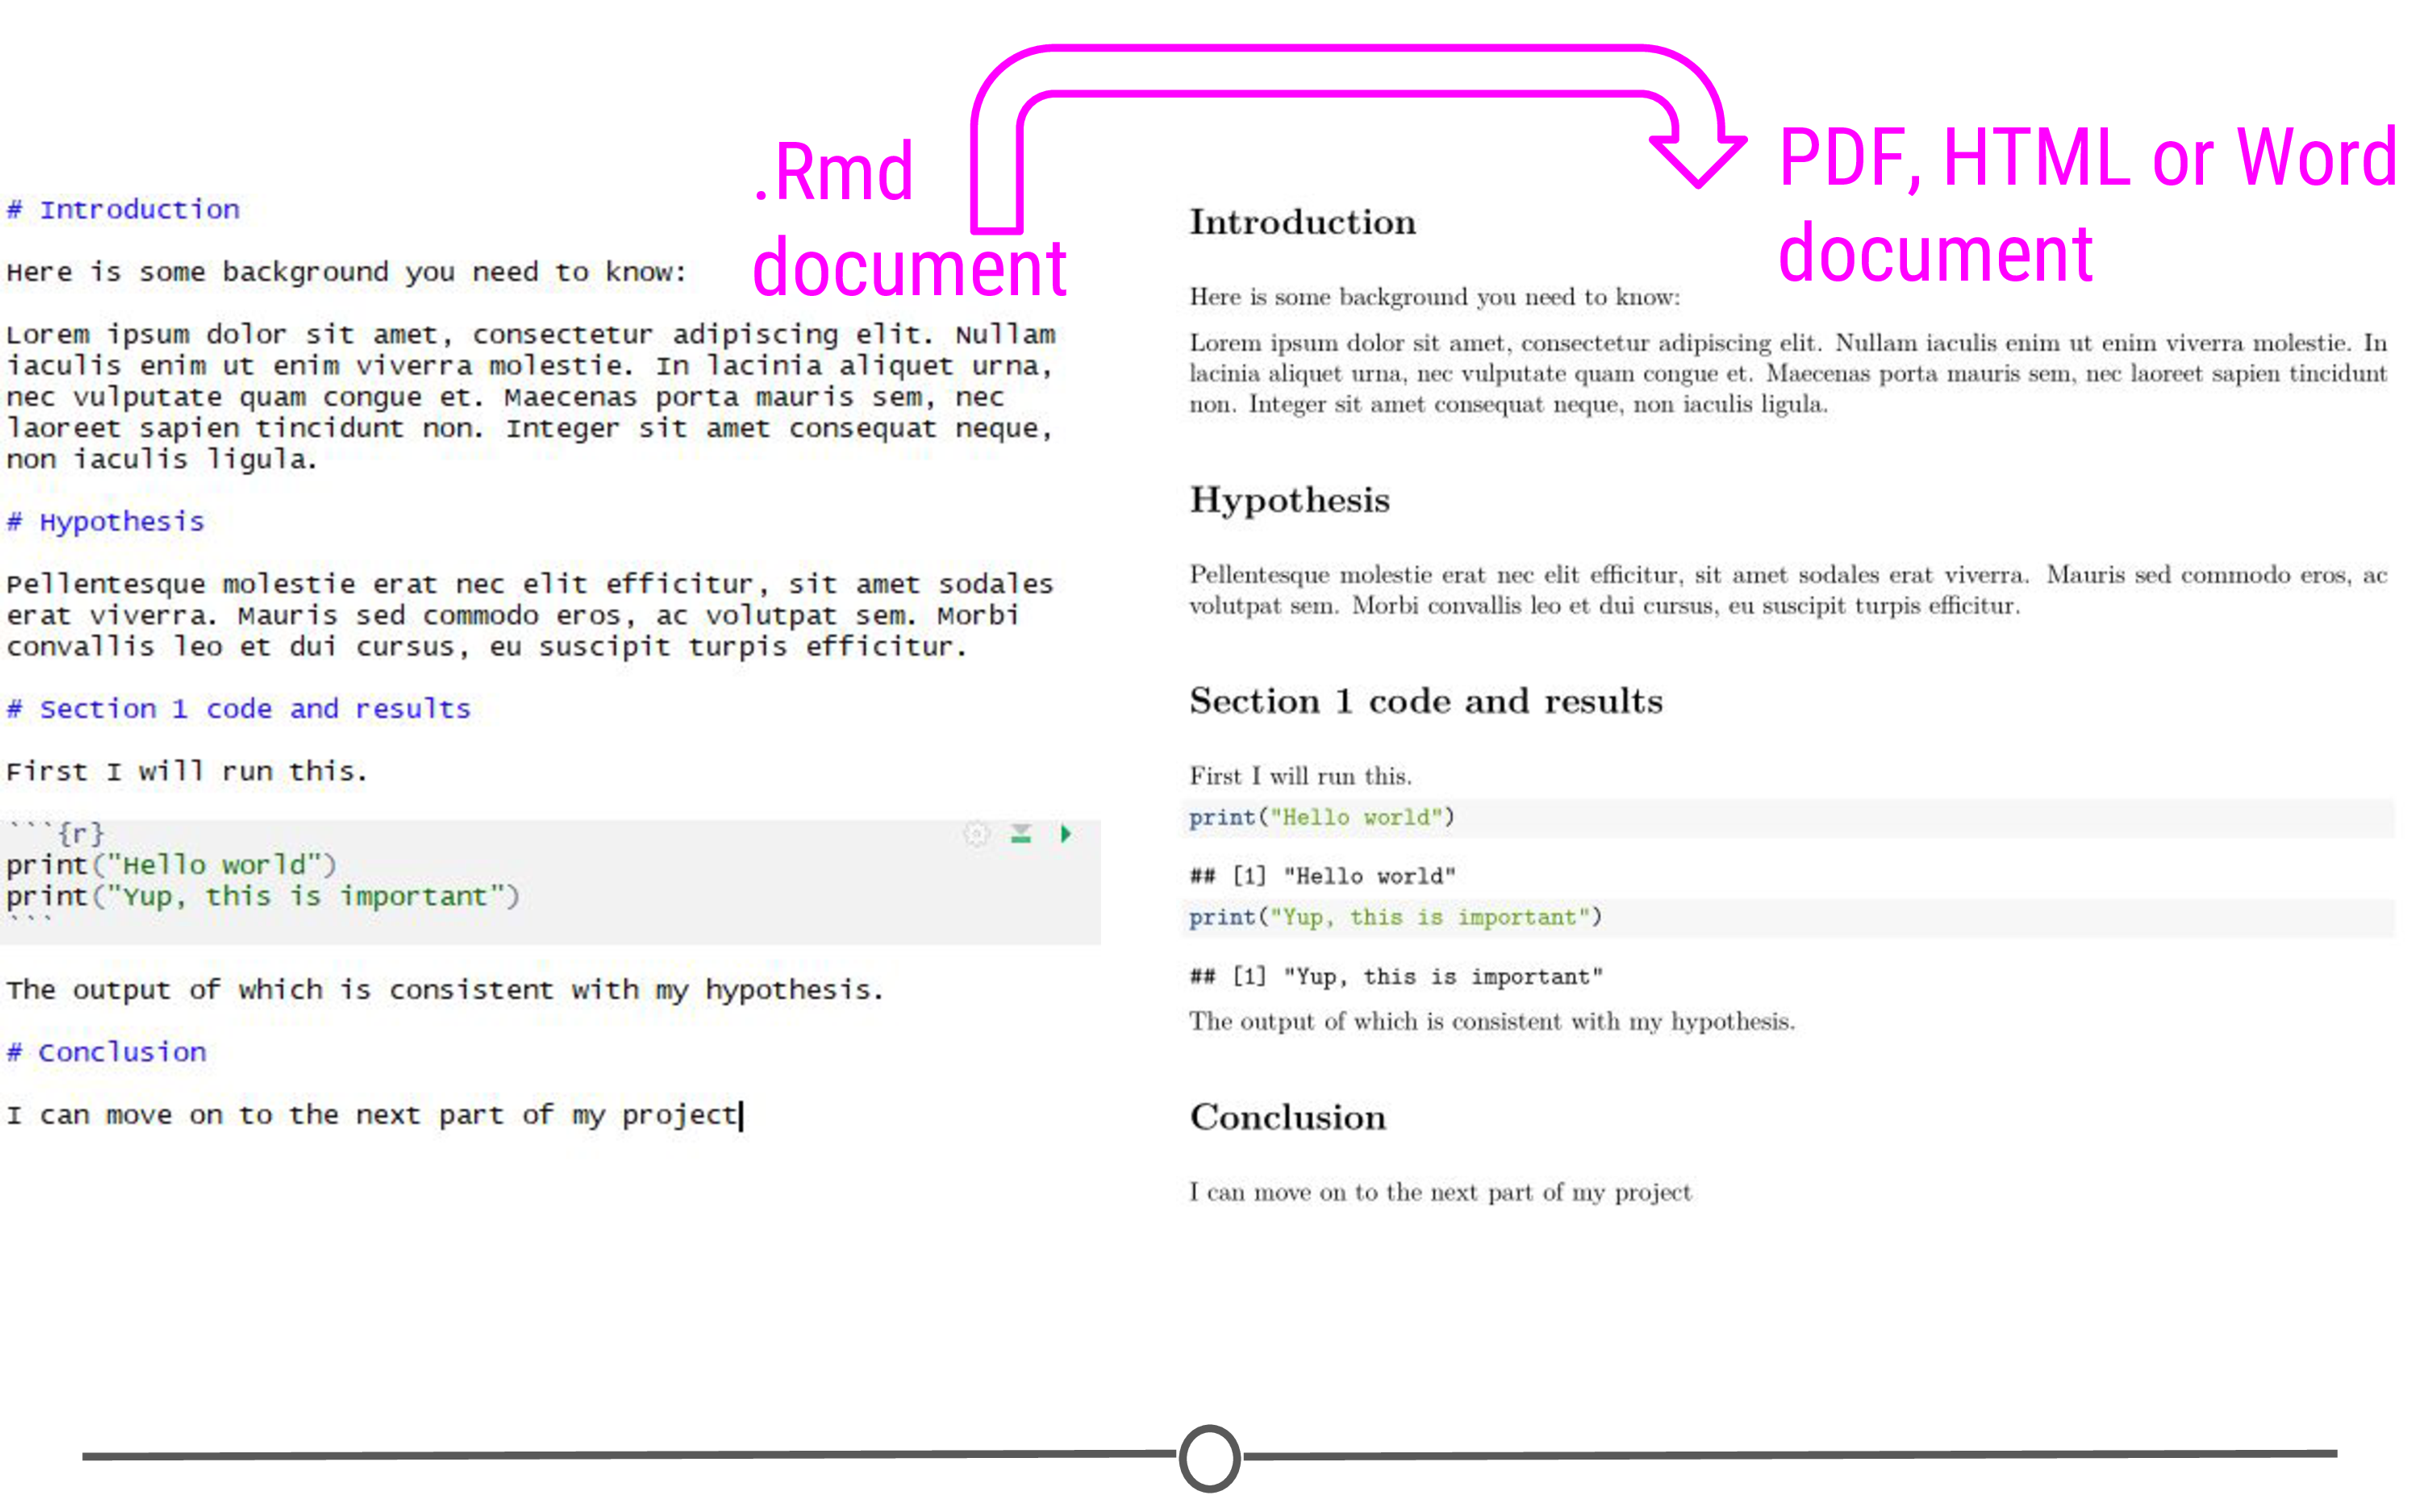 .Rmd
document
# Introduction
Here is some background you need to know:
Lorem ipsum dolor sit amet, consectetur adipiscing elit. Nullam
iaculis enim ut enim viverra molestie. In lacinia aliquet urna,
nec vulputate quam congue et. Maecenas porta mauris sem, nec
laoreet sapien tincidunt non. Integer sit amet consequat neque,
non iaculis ligula.
# Hypothesis
Pellentesque molestie erat nec elit efficitur, sit amet sodales
erat viverra. Mauris sed commodo eros, ac volutpat sem. Morbi
convallis leo et dui cursus, eu suscipit turpis efficitur.
# Section 1 code and results
First I will run this.
```{r}
print("Hello world")
print("Yup, this is important")
```
The output of which is consistent with my hypothesis.
# Conclusion
I can move on to the next part of my project
PDF, HTML or Word
document
Introduction
Here is some background you need to know:
Lorem ipsum dolor sit amet, consectetur adipiscing elit. Nullam iaculis enim ut enim viverra molestie. In
lacinia aliquet urna, nec vulputate quam congue et. Maecenas porta mauris sem, nec laoreet sapien tincidunt
non. Integer sit amet consequat neque, non iaculis ligula.
Hypothesis
Pellentesque molestie erat nec elit efficitur, sit amet sodales erat viverra. Mauris sed commodo eros, ac
volutpat sem. Morbi convallis leo et dui cursus, eu suscipit turpis efficitur.
Section 1 code and results
First I will run this.
print("Hello world")
## [1] "Hello world"
print("Yup, this is important")
## [1] "Yup, this is important"
The output of which is consistent with my hypothesis.
Conclusion
I can move on to the next part of my project